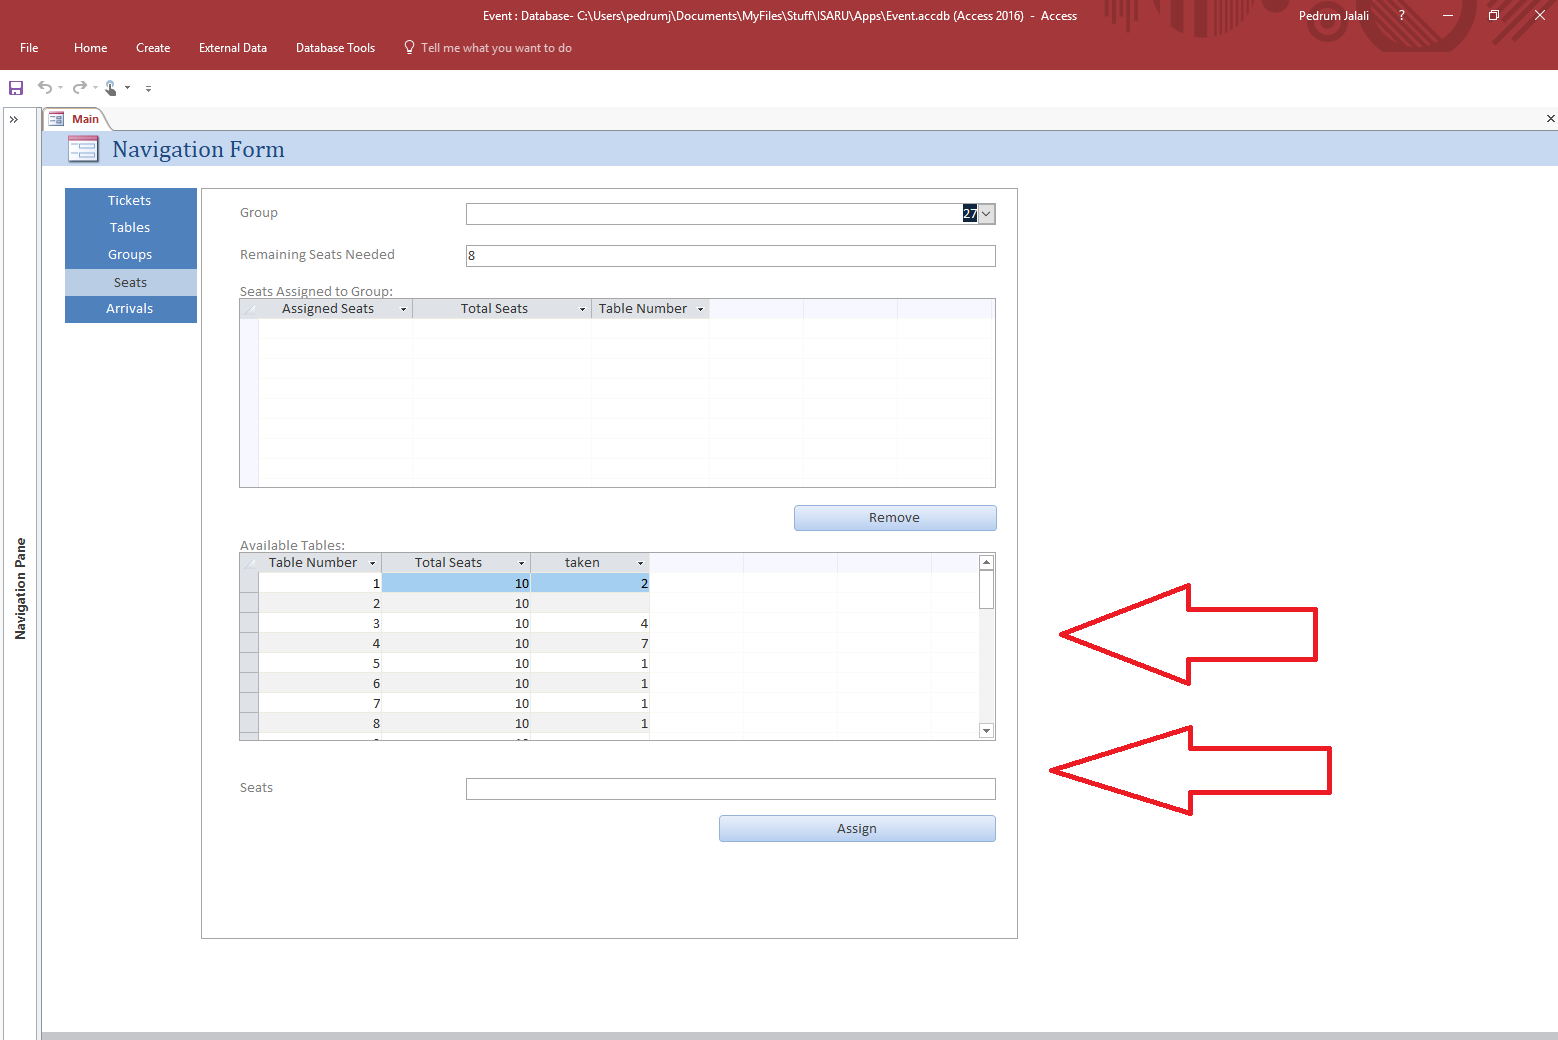 Event : Database- C:\Users\pedrumj\Documents\MyFiles\Stuff\ISARU\Apps\Event.accdb (Access 2016) - Access
Pedrum Jalali ?
File Home Create External Data Database Tools Tell me what you want to do
Main
Navigation Form
Navigation Pane
Tickets
Tables
Groups
Seats
Arrivals
Group 27
Remaining Seats Needed 8
Seats Assigned to Group:
Assigned Seats Total Seats Table Number
Remove
Available Tables:
Table Number Total Seats taken
1 10 2
2 10
3 10 4
4 10 7
5 10 1
6 10 1
7 10 1
8 10 1
Seats
Assign